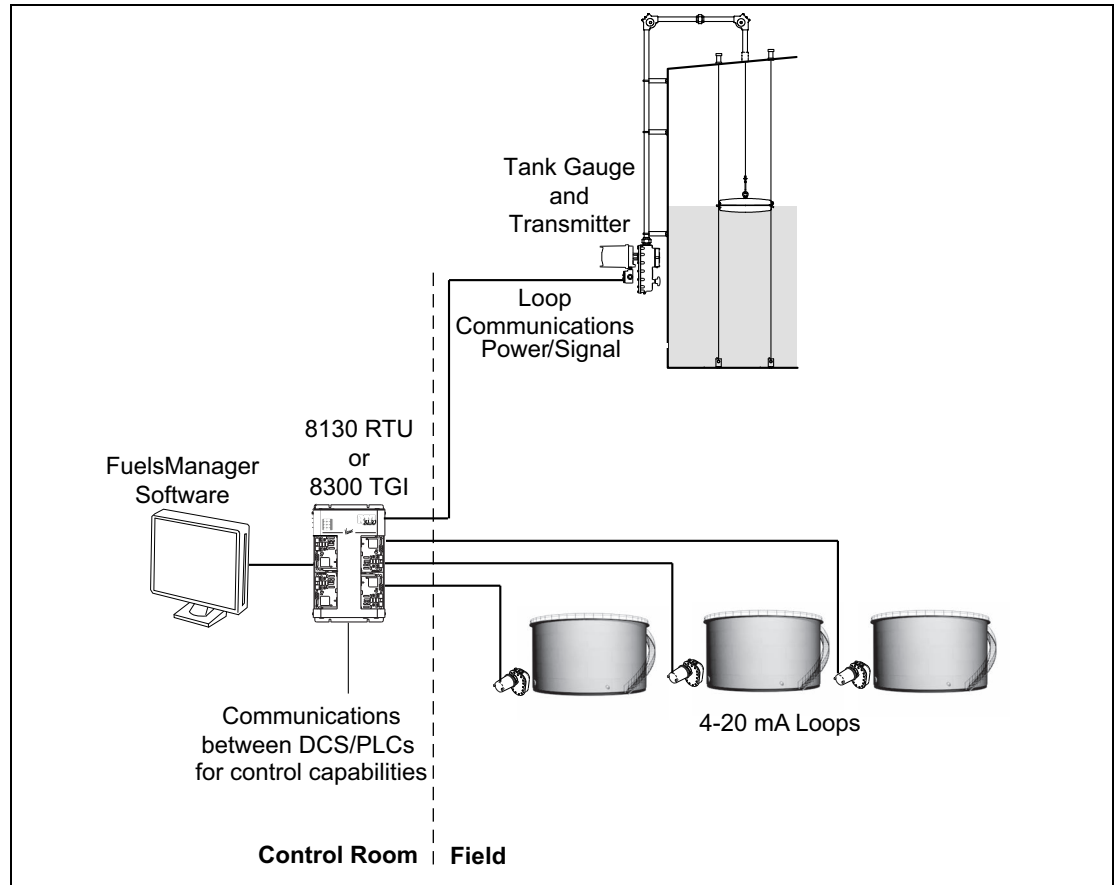 Tank Gauge
and
Transmitter
Loop
Communications
Power/Signal
8130 RTU
or
8300 TGI
FuelsManager
Software
4-20 mA Loops
Communications
between DCS/PLCs
for control capabilities
Control Room
Field